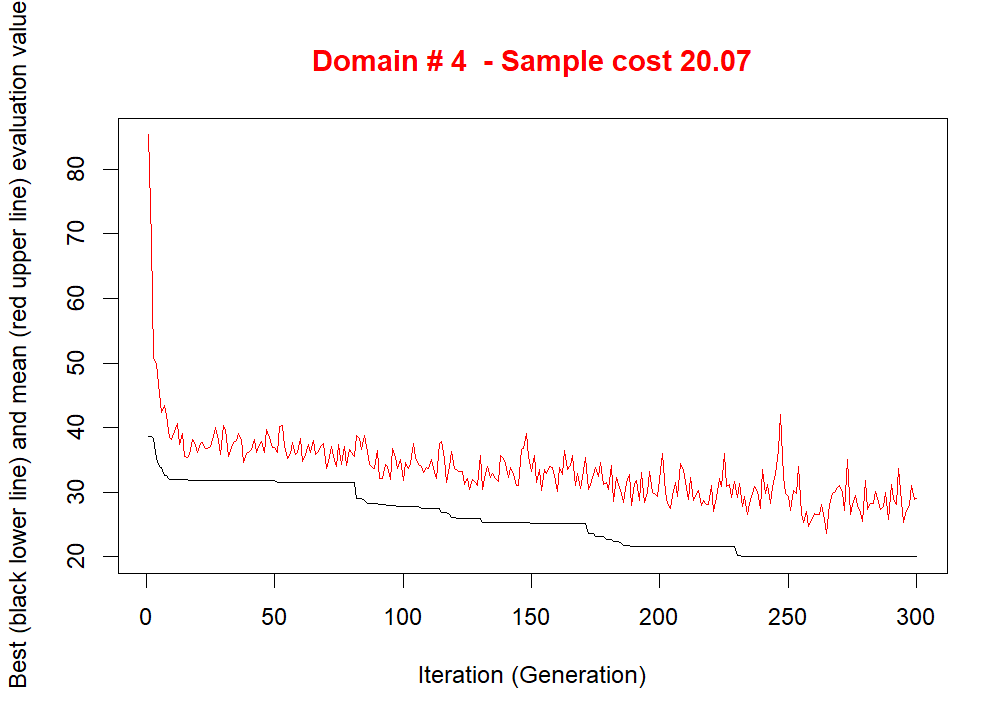 Domain # 4  - Sample cost 20.07
Best (black lower line) and mean (red upper line) evaluation value
80
70
60
50
40
30
20
0 50 100 150 200 250 300
Iteration (Generation)